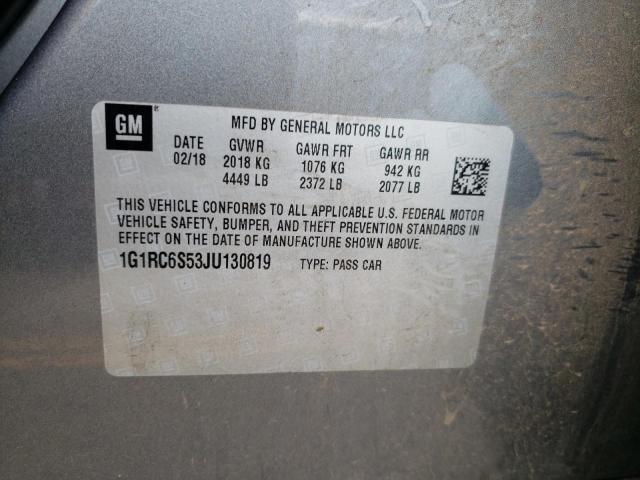 GM
®
MFD BY GENERAL MOTORS LLC
DATE GVWR GAWR FRT GAWR RR
02/18 2018 KG 1076 KG 942 KG
4449 LB 2372 LB 2077 LB
THIS VEHICLE CONFORMS TO ALL APPLICABLE U.S. FEDERAL MOTOR
VEHICLE SAFETY, BUMPER, AND THEFT PREVENTION STANDARDS IN
EFFECT ON THE DATE OF MANUFACTURE SHOWN ABOVE.
1G1RC6S53JU130819 TYPE: PASS CAR